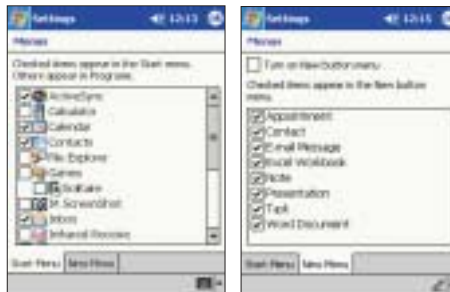 Settings 12:13
Menus
Checked items appear in the Start menu.
Others appear in Programs.
ActiveSync
Calculator
Calendar
Contacts
File Explorer
Games
Solitaire
Inbox
Infrared Receive
Start Menu New Menu
Settings 12:15
Menus
Turn on New button menu
Checked items appear in the New button
menu.
Appointment
Contact
E-mail Message
Excel Workbook
Note
Presentation
Task
Word Document
Start Menu New Menu